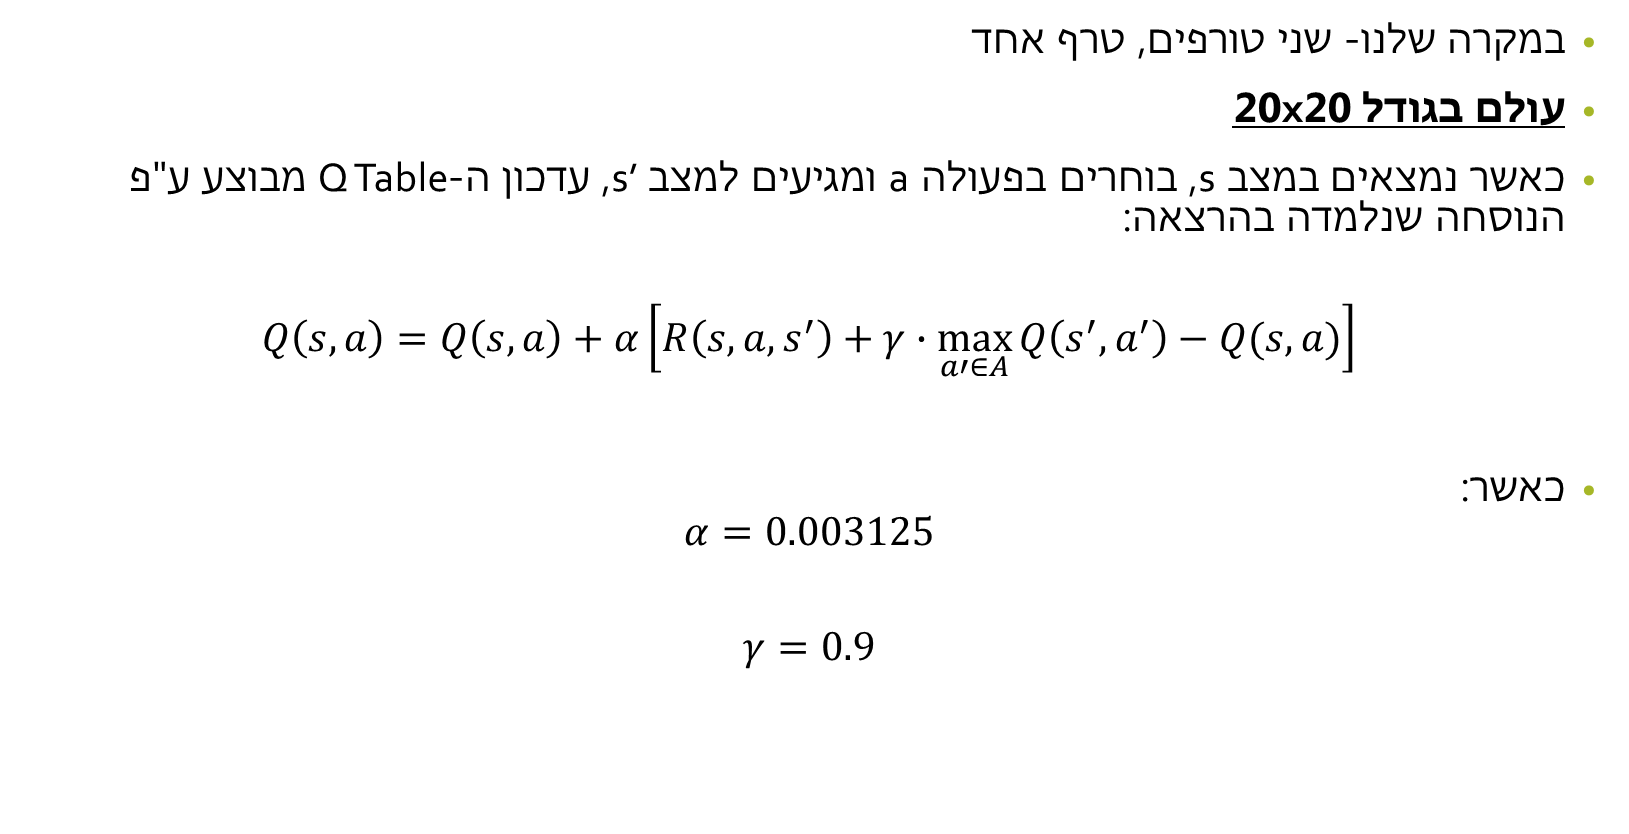 • במקרה שלנו- שני טורפים, טרף אחד
• עולם בגודל 20x20
• כאשר נמצאים במצב s, בוחרים בפעולה a ומגיעים למצב s′, עדכון ה-Q Table מבוצע ע"פ
הנוסחה שנלמדה בהרצאה:
Q(s, a) = Q(s, a) + α [R(s, a, s′) + γ · max Q(s′, a′) − Q(s, a)]
a′∈A
• כאשר:
α = 0.003125
γ = 0.9